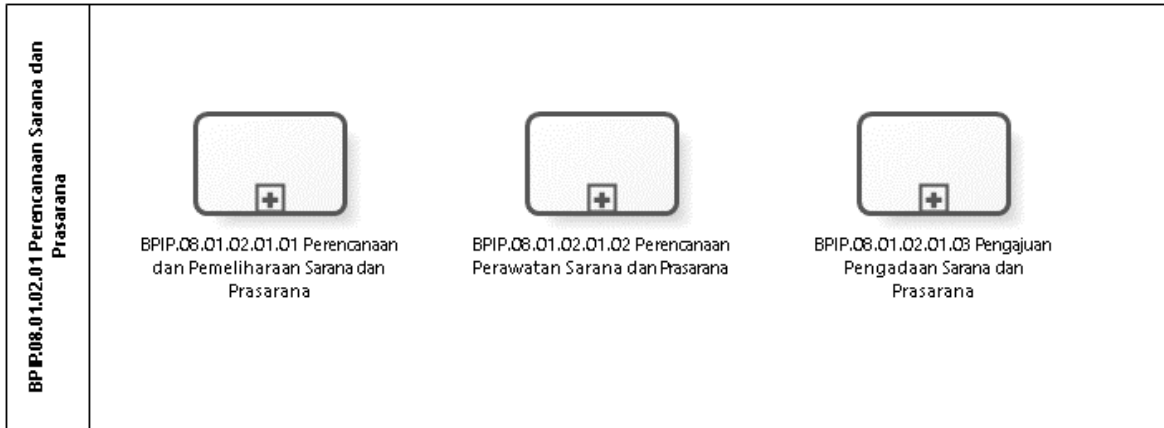 BPIP.08.01.02.01 Perencanaan Sarana dan
Prasarana
BPIP.08.01.02.01.01 Perencanaan
dan Pemeliharaan Sarana dan
Prasarana
BPIP.08.01.02.01.02 Perencanaan
Perawatan Sarana dan Prasarana
BPIP.08.01.02.01.03 Pengajuan
Pengadaan Sarana dan
Prasarana